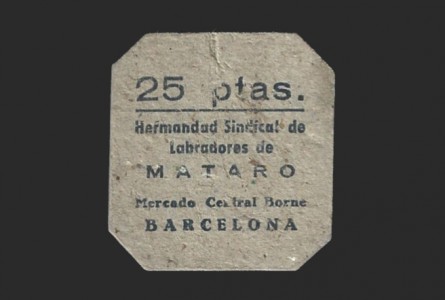 25 ptas.
Hermandad Sindical de
Labradores de
MATARO
Mercado Central Borne
BARCELONA